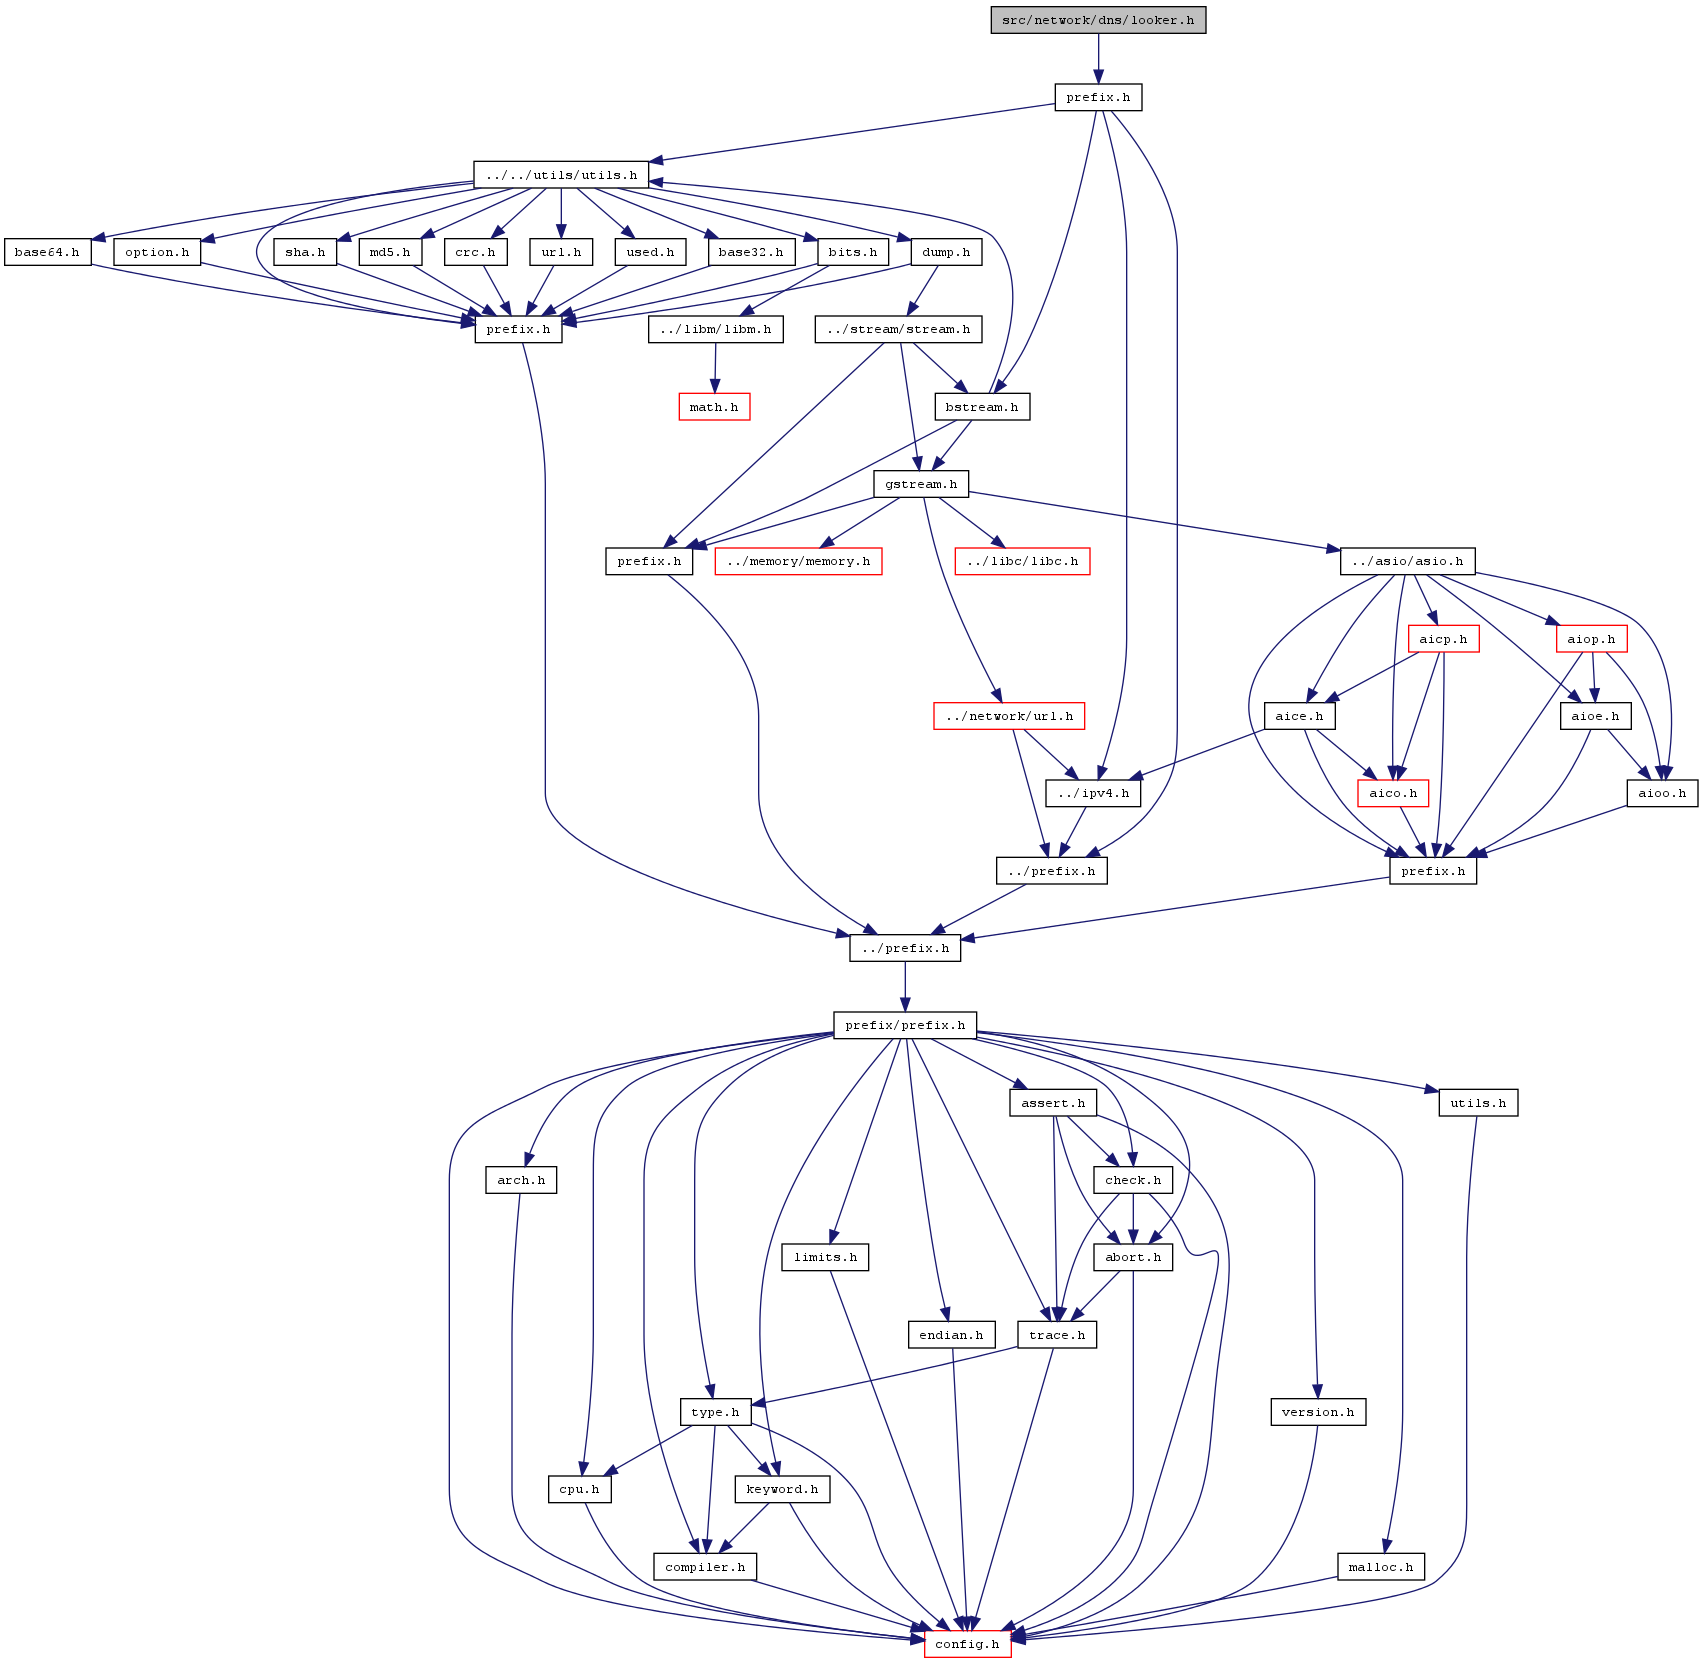 src/network/dns/looker.h
prefix.h
../../utils/utils.h
base64.h
option.h
sha.h
md5.h
crc.h
url.h
used.h
base32.h
bits.h
dump.h
prefix.h
../libm/libm.h
../stream/stream.h
math.h
bstream.h
gstream.h
prefix.h
../memory/memory.h
../libc/libc.h
../asio/asio.h
aicp.h
aiop.h
../network/url.h
aice.h
aioe.h
../ipv4.h
aico.h
aioo.h
../prefix.h
prefix.h
../prefix.h
prefix/prefix.h
assert.h
utils.h
arch.h
check.h
limits.h
abort.h
endian.h
trace.h
type.h
version.h
cpu.h
keyword.h
compiler.h
malloc.h
config.h